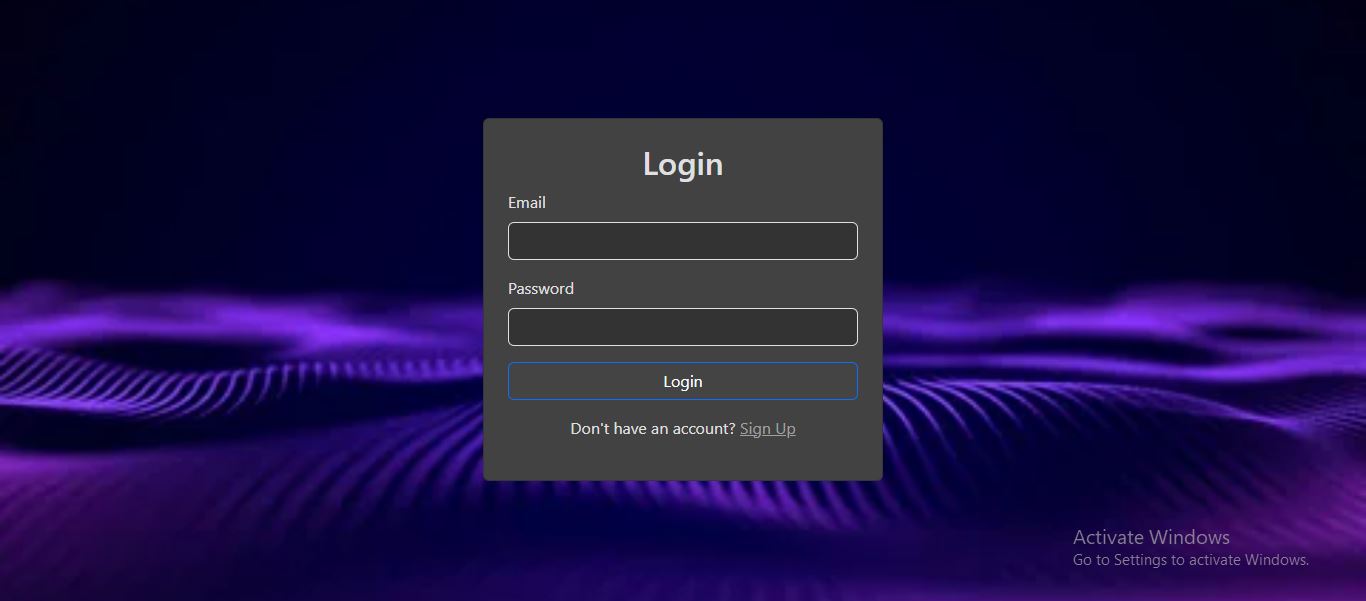 Login
Email
Password
Login
Don't have an account? Sign Up
Activate Windows
Go to Settings to activate Windows.